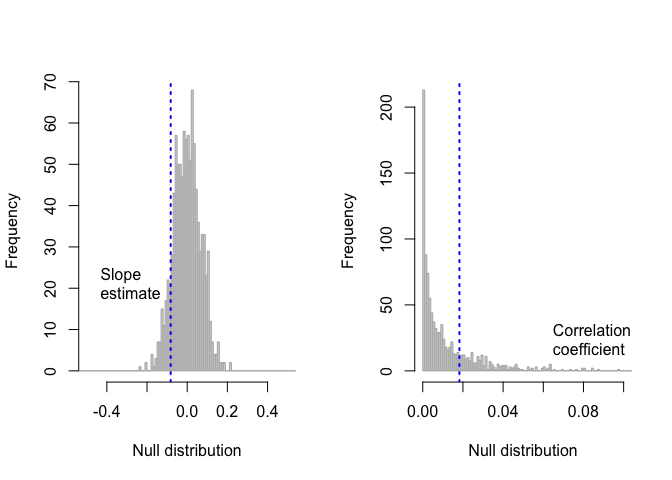 70
60
50
40
30
20
10
0
Frequency
Slope
estimate
-0.4
0.0
0.2
0.4
Null distribution
200
150
100
50
0
Frequency
Correlation
coefficient
0.00
0.04
0.08
Null distribution